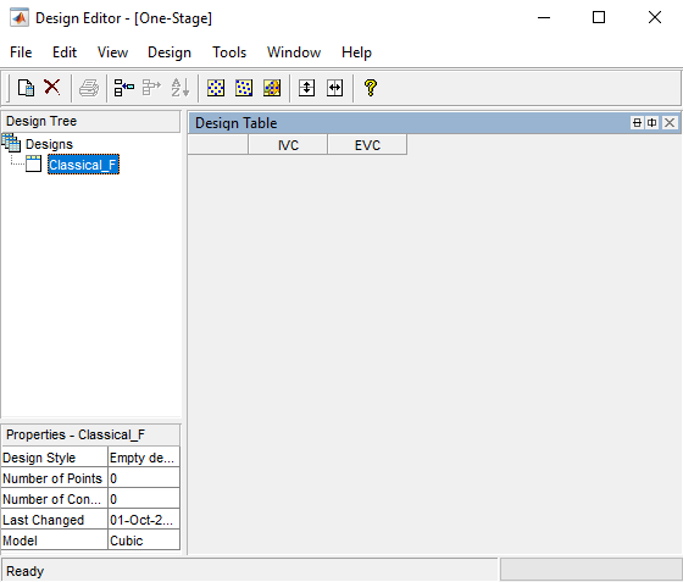 Design Editor - [One-Stage]
File Edit View Design Tools Window Help
Design Tree
Designs
Classical_F
Design Table
IVC EVC
Properties - Classical_F
Design Style Empty de...
Number of Points 0
Number of Con... 0
Last Changed 01-Oct-2...
Model Cubic
Ready